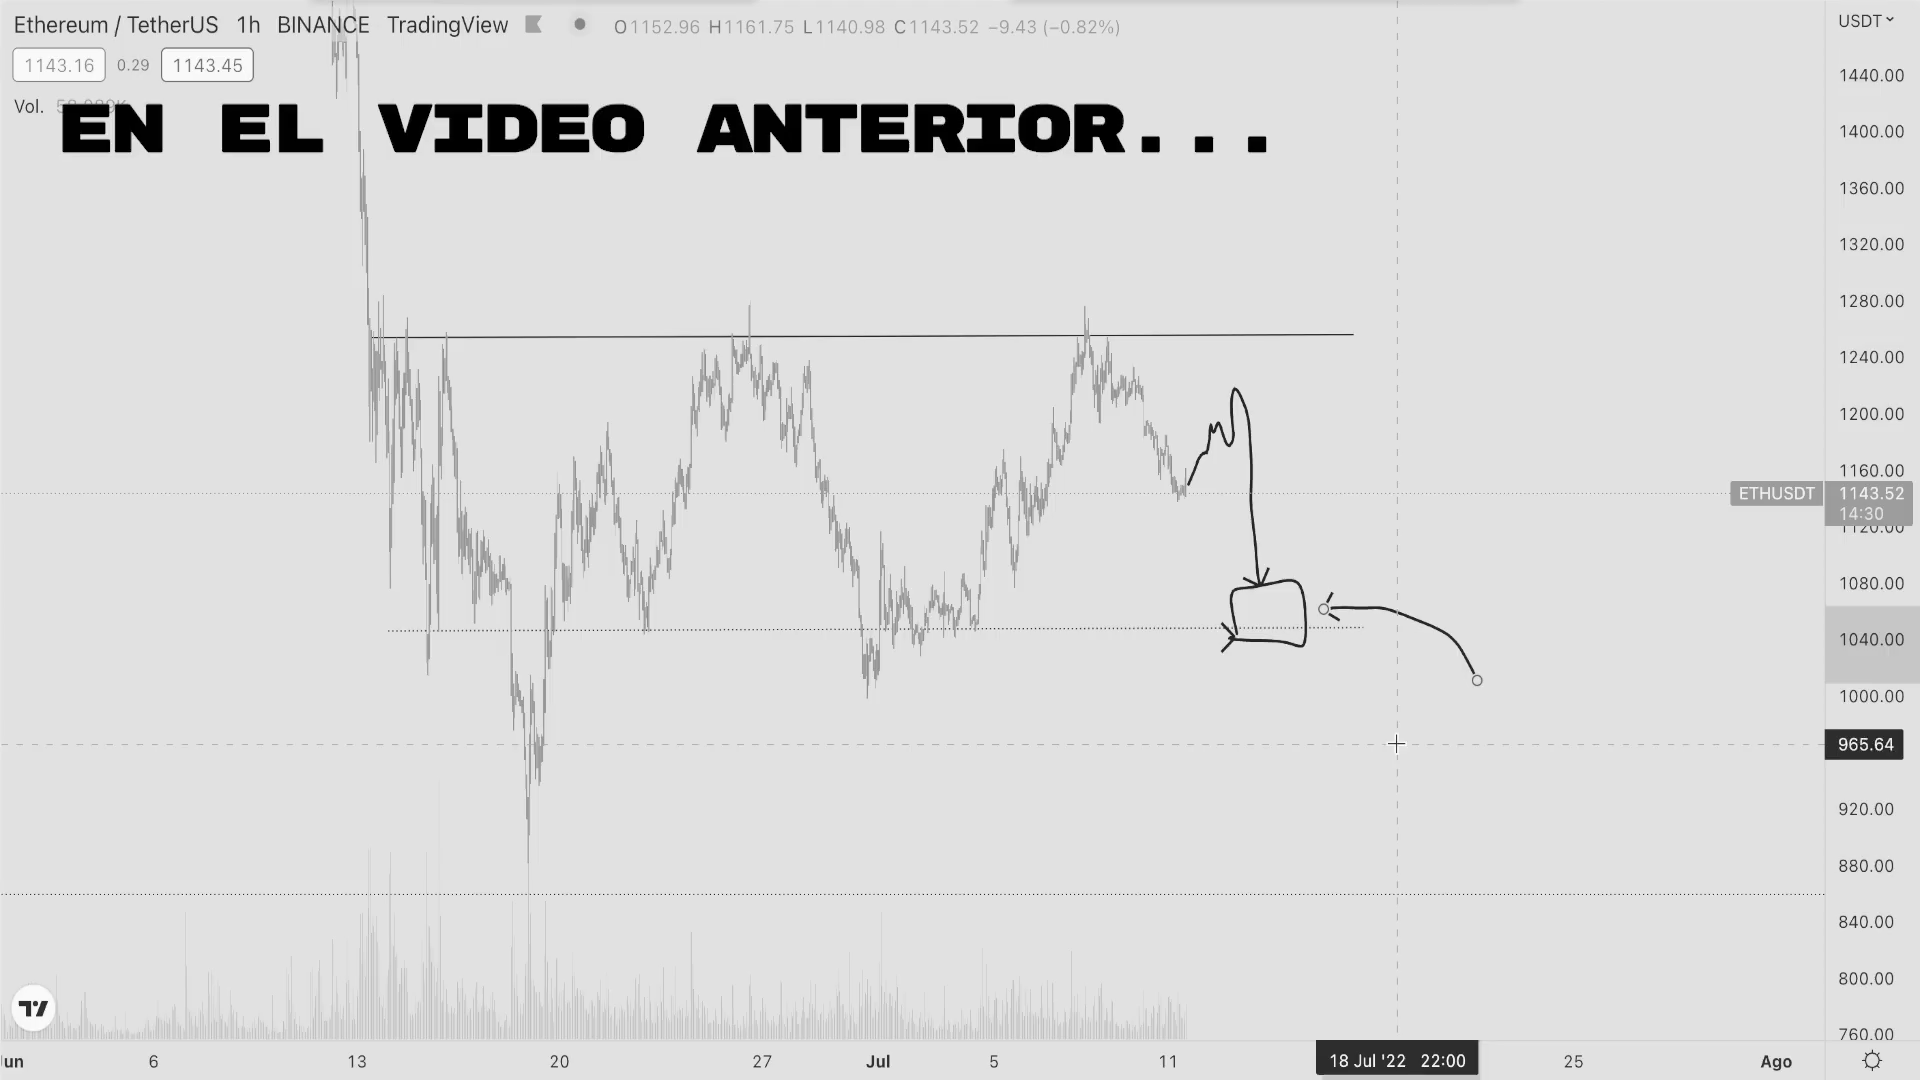 Ethereum / TetherUS 1h BINANCE TradingView O1152.96 H1161.75 L1140.98 C1143.52 −9.43 (−0.82%)
1143.16 0.29 1143.45
Vol.
EN EL VIDEO ANTERIOR...
USDT
1440.00
1400.00
1360.00
1320.00
1280.00
1240.00
1200.00
1160.00
ETHUSDT 1143.52
14:30
1120.00
1080.00
1040.00
1000.00
965.64
920.00
880.00
840.00
800.00
760.00
6 13 20 27 Jul 5 11 18 Jul '22 22:00 25 Ago